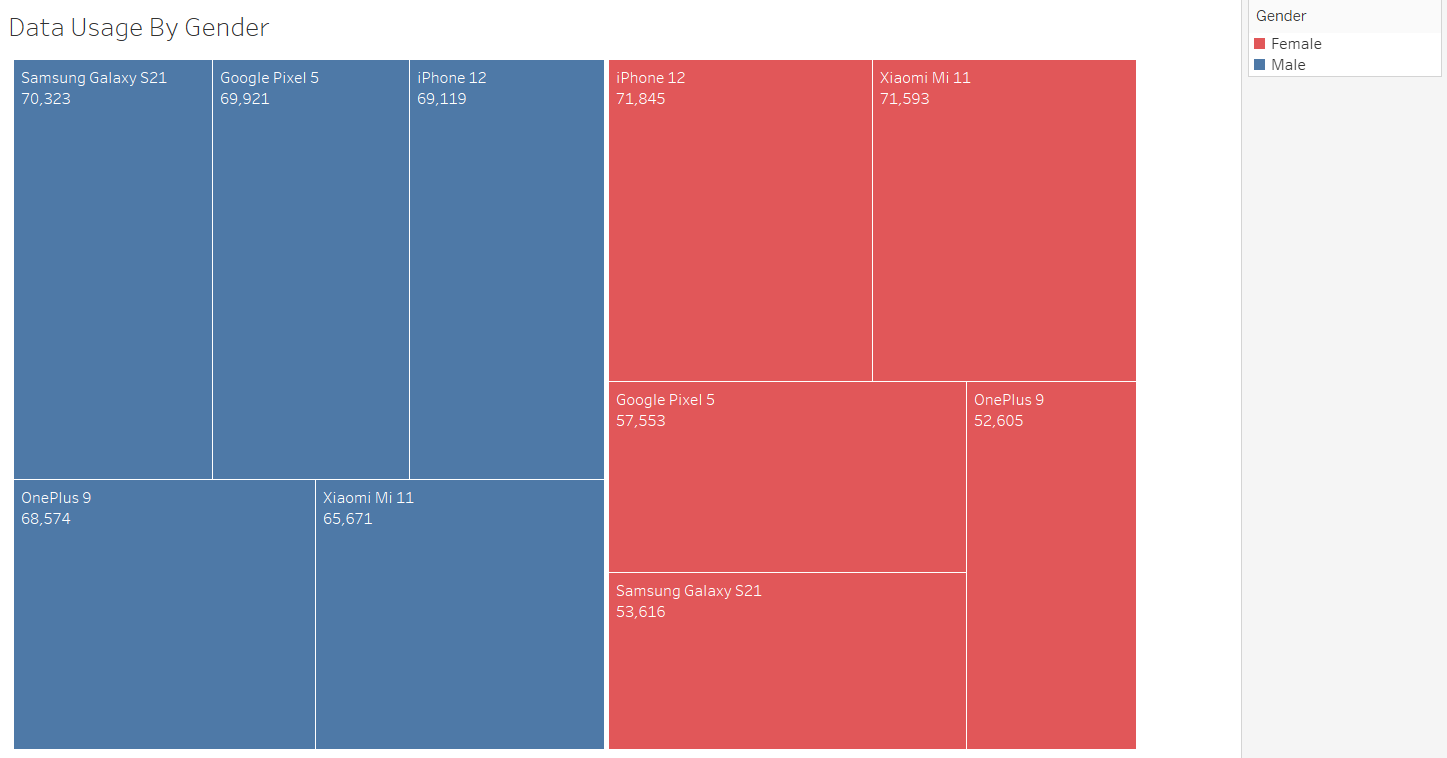 Data Usage By Gender
Samsung Galaxy S21
70,323
Google Pixel 5
69,921
iPhone 12
69,119
OnePlus 9
68,574
Xiaomi Mi 11
65,671
iPhone 12
71,845
Xiaomi Mi 11
71,593
Google Pixel 5
57,553
OnePlus 9
52,605
Samsung Galaxy S21
53,616
Gender
Female
Male